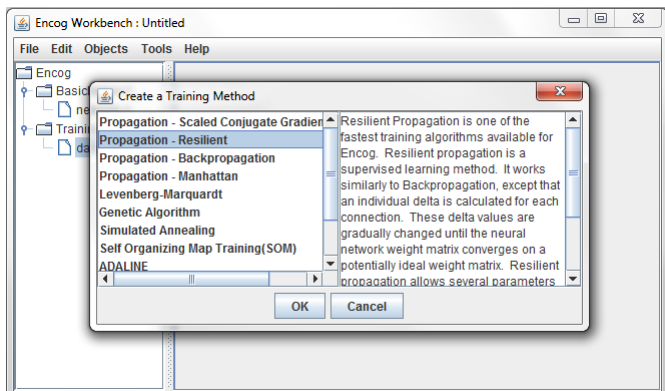 Encog Workbench : Untitled
File Edit Objects Tools Help
Encog
Basic
ne
Traini
da
Create a Training Method
Propagation - Scaled Conjugate Gradien
Propagation - Resilient
Propagation - Backpropagation
Propagation - Manhattan
Levenberg-Marquardt
Genetic Algorithm
Simulated Annealing
Self Organizing Map Training(SOM)
ADALINE
Resilient Propagation is one of the
fastest training algorithms available for
Encog. Resilient propagation is a
supervised learning method. It works
similarly to Backpropagation, except that
an individual delta is calculated for each
connection. These delta values are
gradually changed until the neural
network weight matrix converges on a
potentially ideal weight matrix. Resilient
propagation allows several parameters
OK Cancel